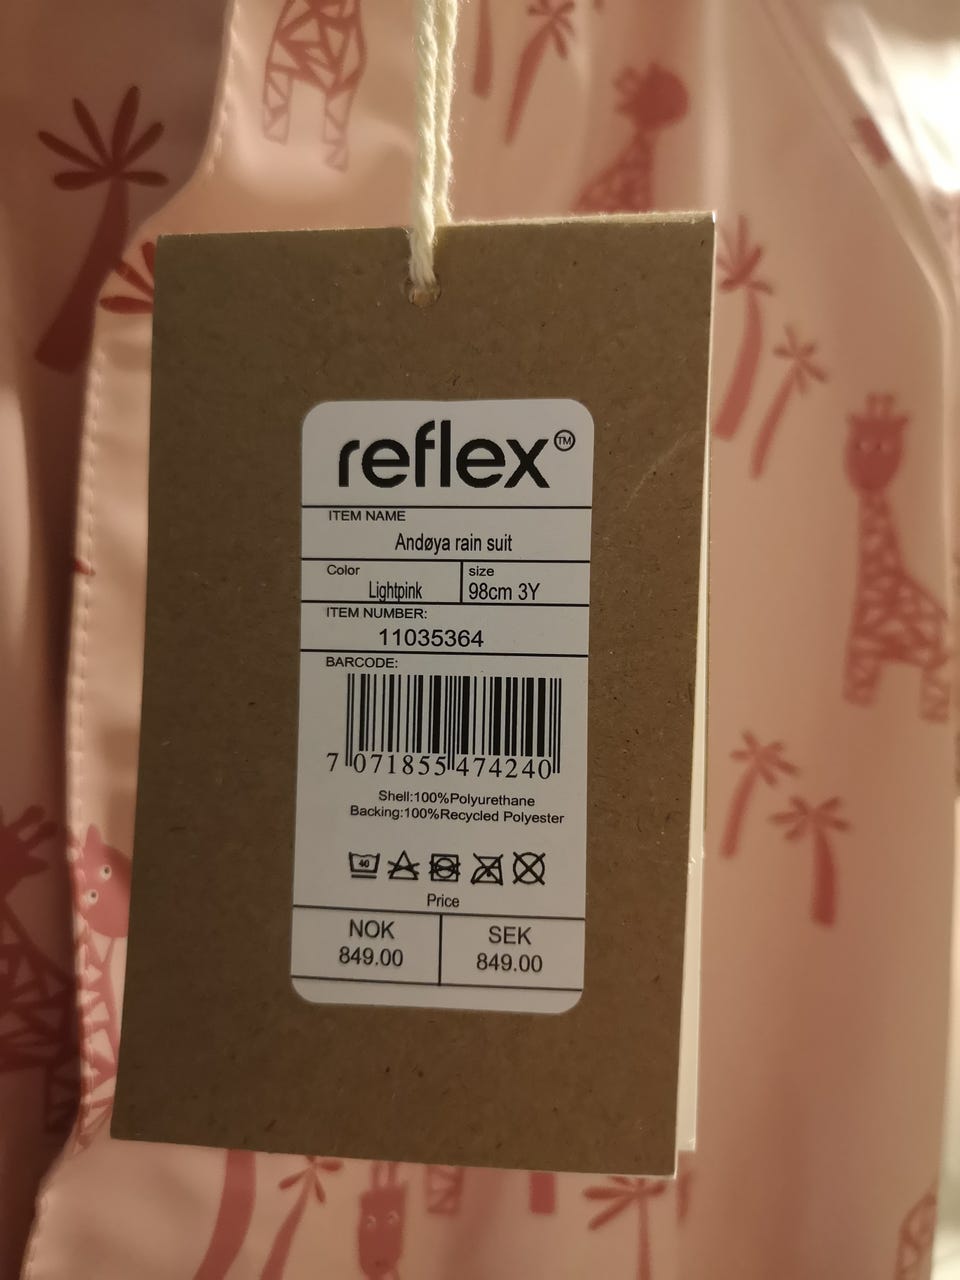 reflex™
ITEM NAME
Andøya rain suit
Color
Lightpink
size
98cm 3Y
ITEM NUMBER:
11035364
BARCODE:
7 071855 474240
Shell:100%Polyurethane
Backing:100%Recycled Polyester
40
Price
NOK
849.00
SEK
849.00